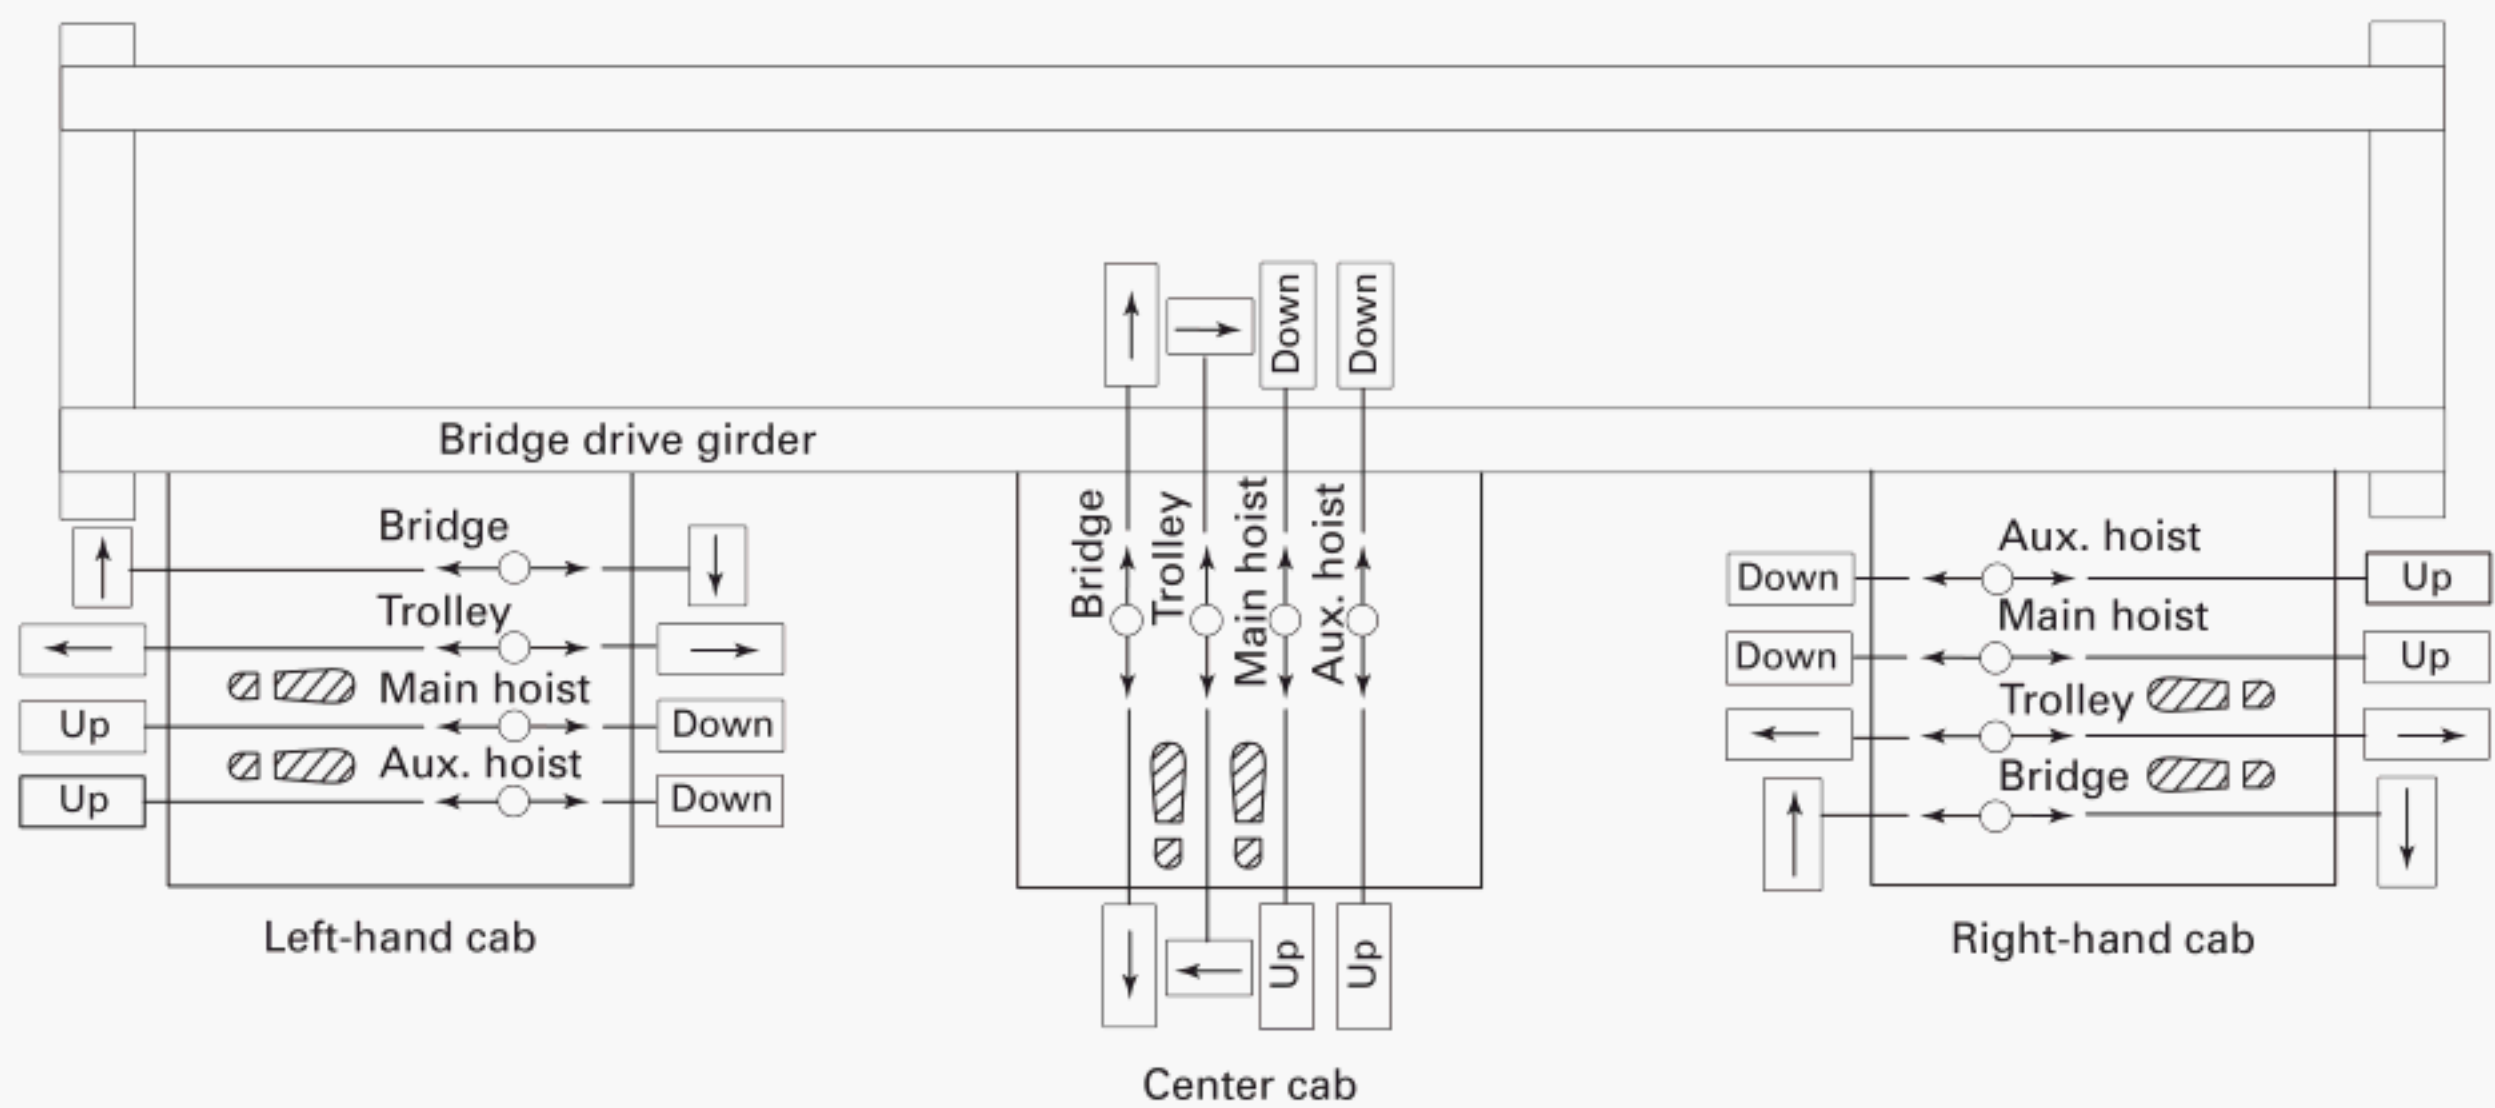 Down
Down
Bridge drive girder
Bridge
Trolley
Main hoist
Aux. hoist
Up
Down
Up
Down
Left-hand cab
Bridge
Trolley
Main hoist
Aux. hoist
Up
Up
Center cab
Aux. hoist
Down
Up
Main hoist
Down
Up
Trolley
Bridge
Right-hand cab